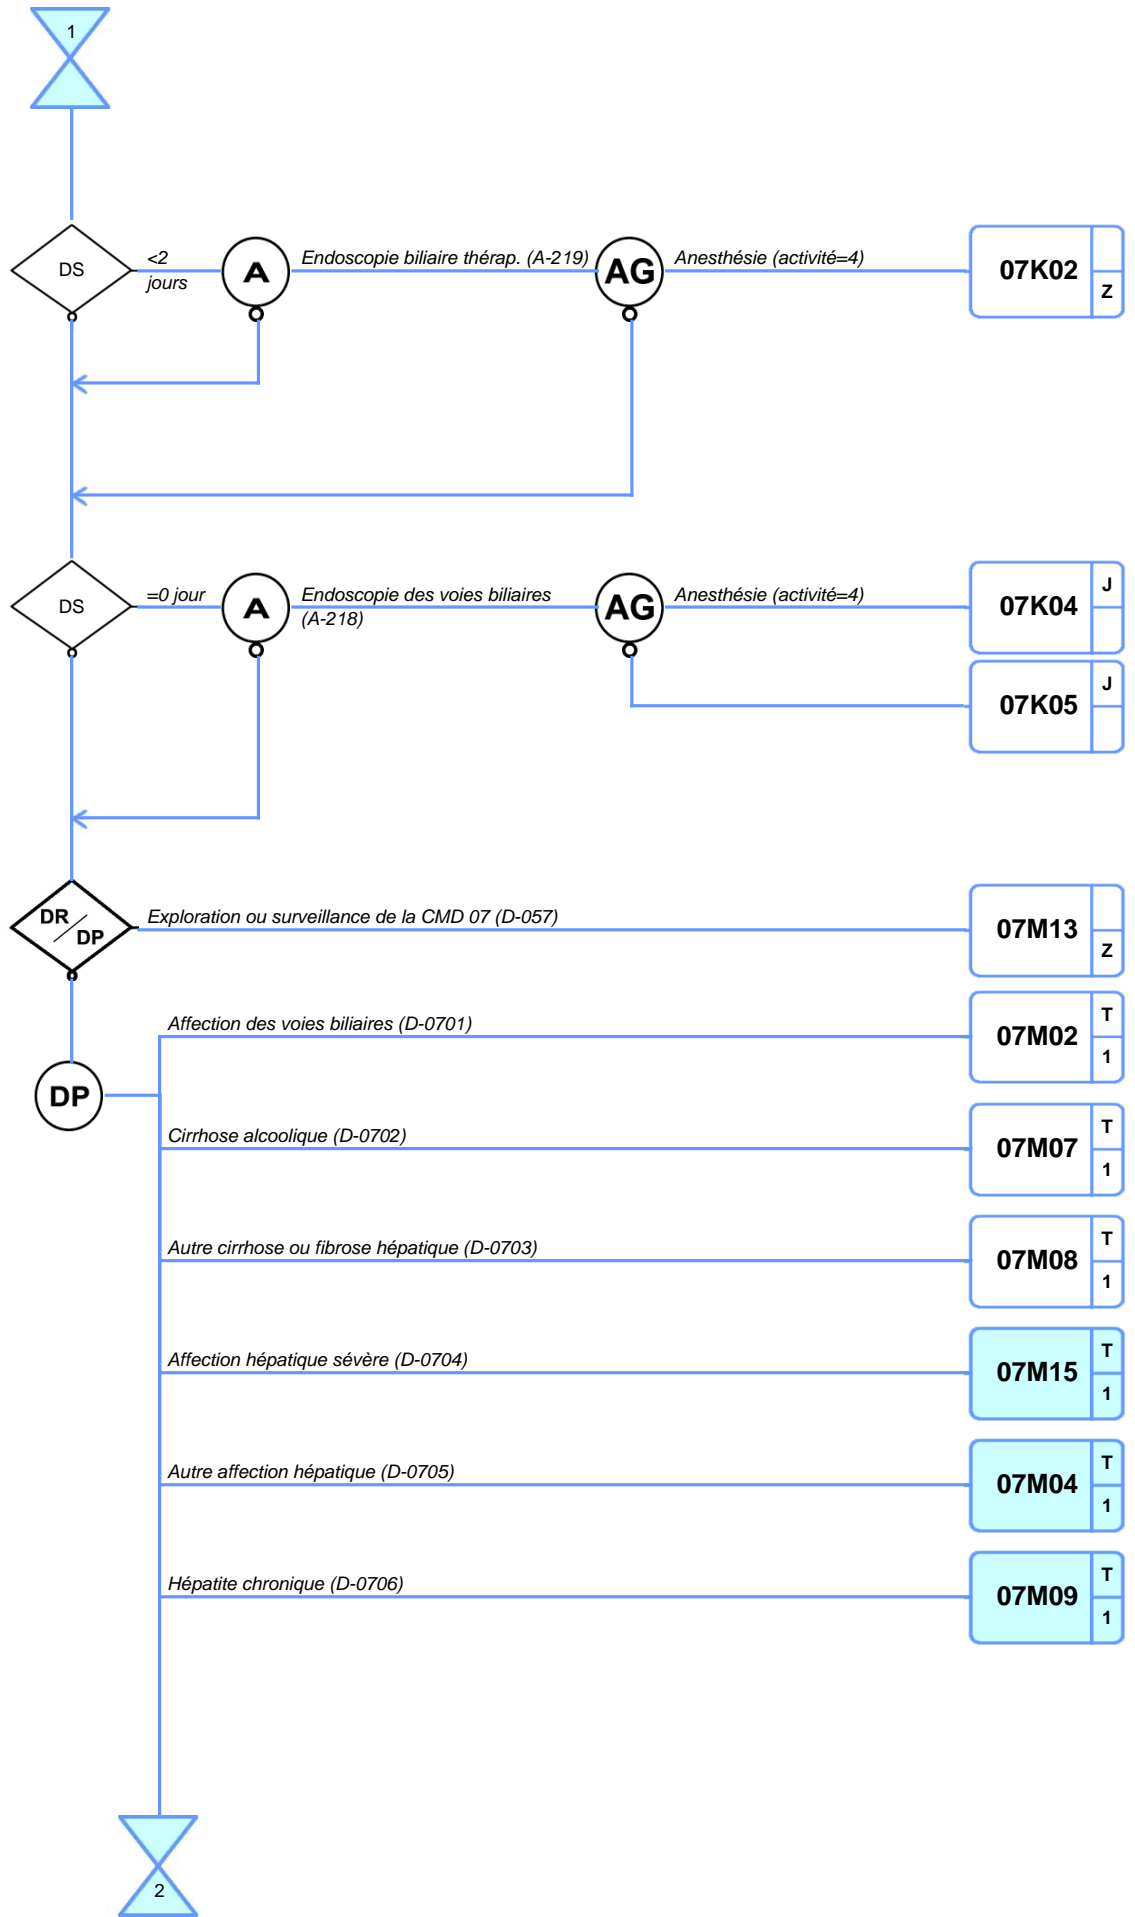 1
DS
<2
jours
A
Endoscopie biliaire thérap. (A-219)
AG
Anesthésie (activité=4)
07K02
Z
DS
=0 jour
A
Endoscopie des voies biliaires
(A-218)
AG
Anesthésie (activité=4)
07K04
J
07K05
J
DR
DP
Exploration ou surveillance de la CMD 07 (D-057)
07M13
Z
DP
Affection des voies biliaires (D-0701)
07M02
T
1
Cirrhose alcoolique (D-0702)
07M07
T
1
Autre cirrhose ou fibrose hépatique (D-0703)
07M08
T
1
Affection hépatique sévère (D-0704)
07M15
T
1
Autre affection hépatique (D-0705)
07M04
T
1
Hépatite chronique (D-0706)
07M09
T
1
2